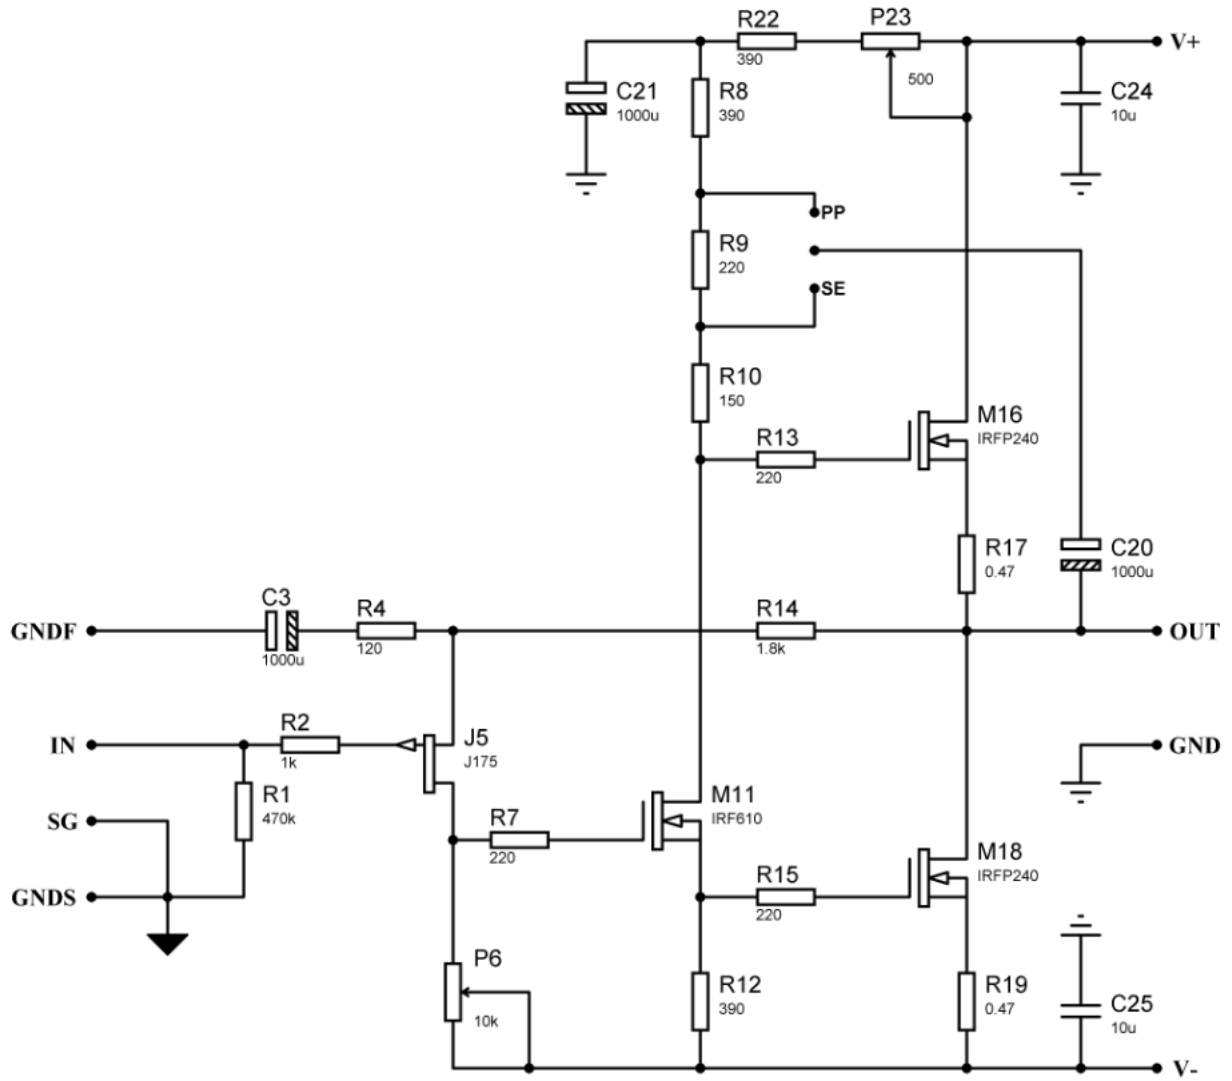 R22
390
P23
500
V+
C21
1000u
R8
390
C24
10u
PP
R9
220
SE
R10
150
M16
IRFP240
R13
220
R17
0.47
C20
1000u
C3
1000u
R4
120
R14
1.8k
GNDF
OUT
IN
R2
1k
J5
J175
GND
R1
470k
SG
M11
IRF610
R7
220
M18
IRFP240
R15
220
GNDS
P6
10k
R12
390
R19
0.47
C25
10u
V-